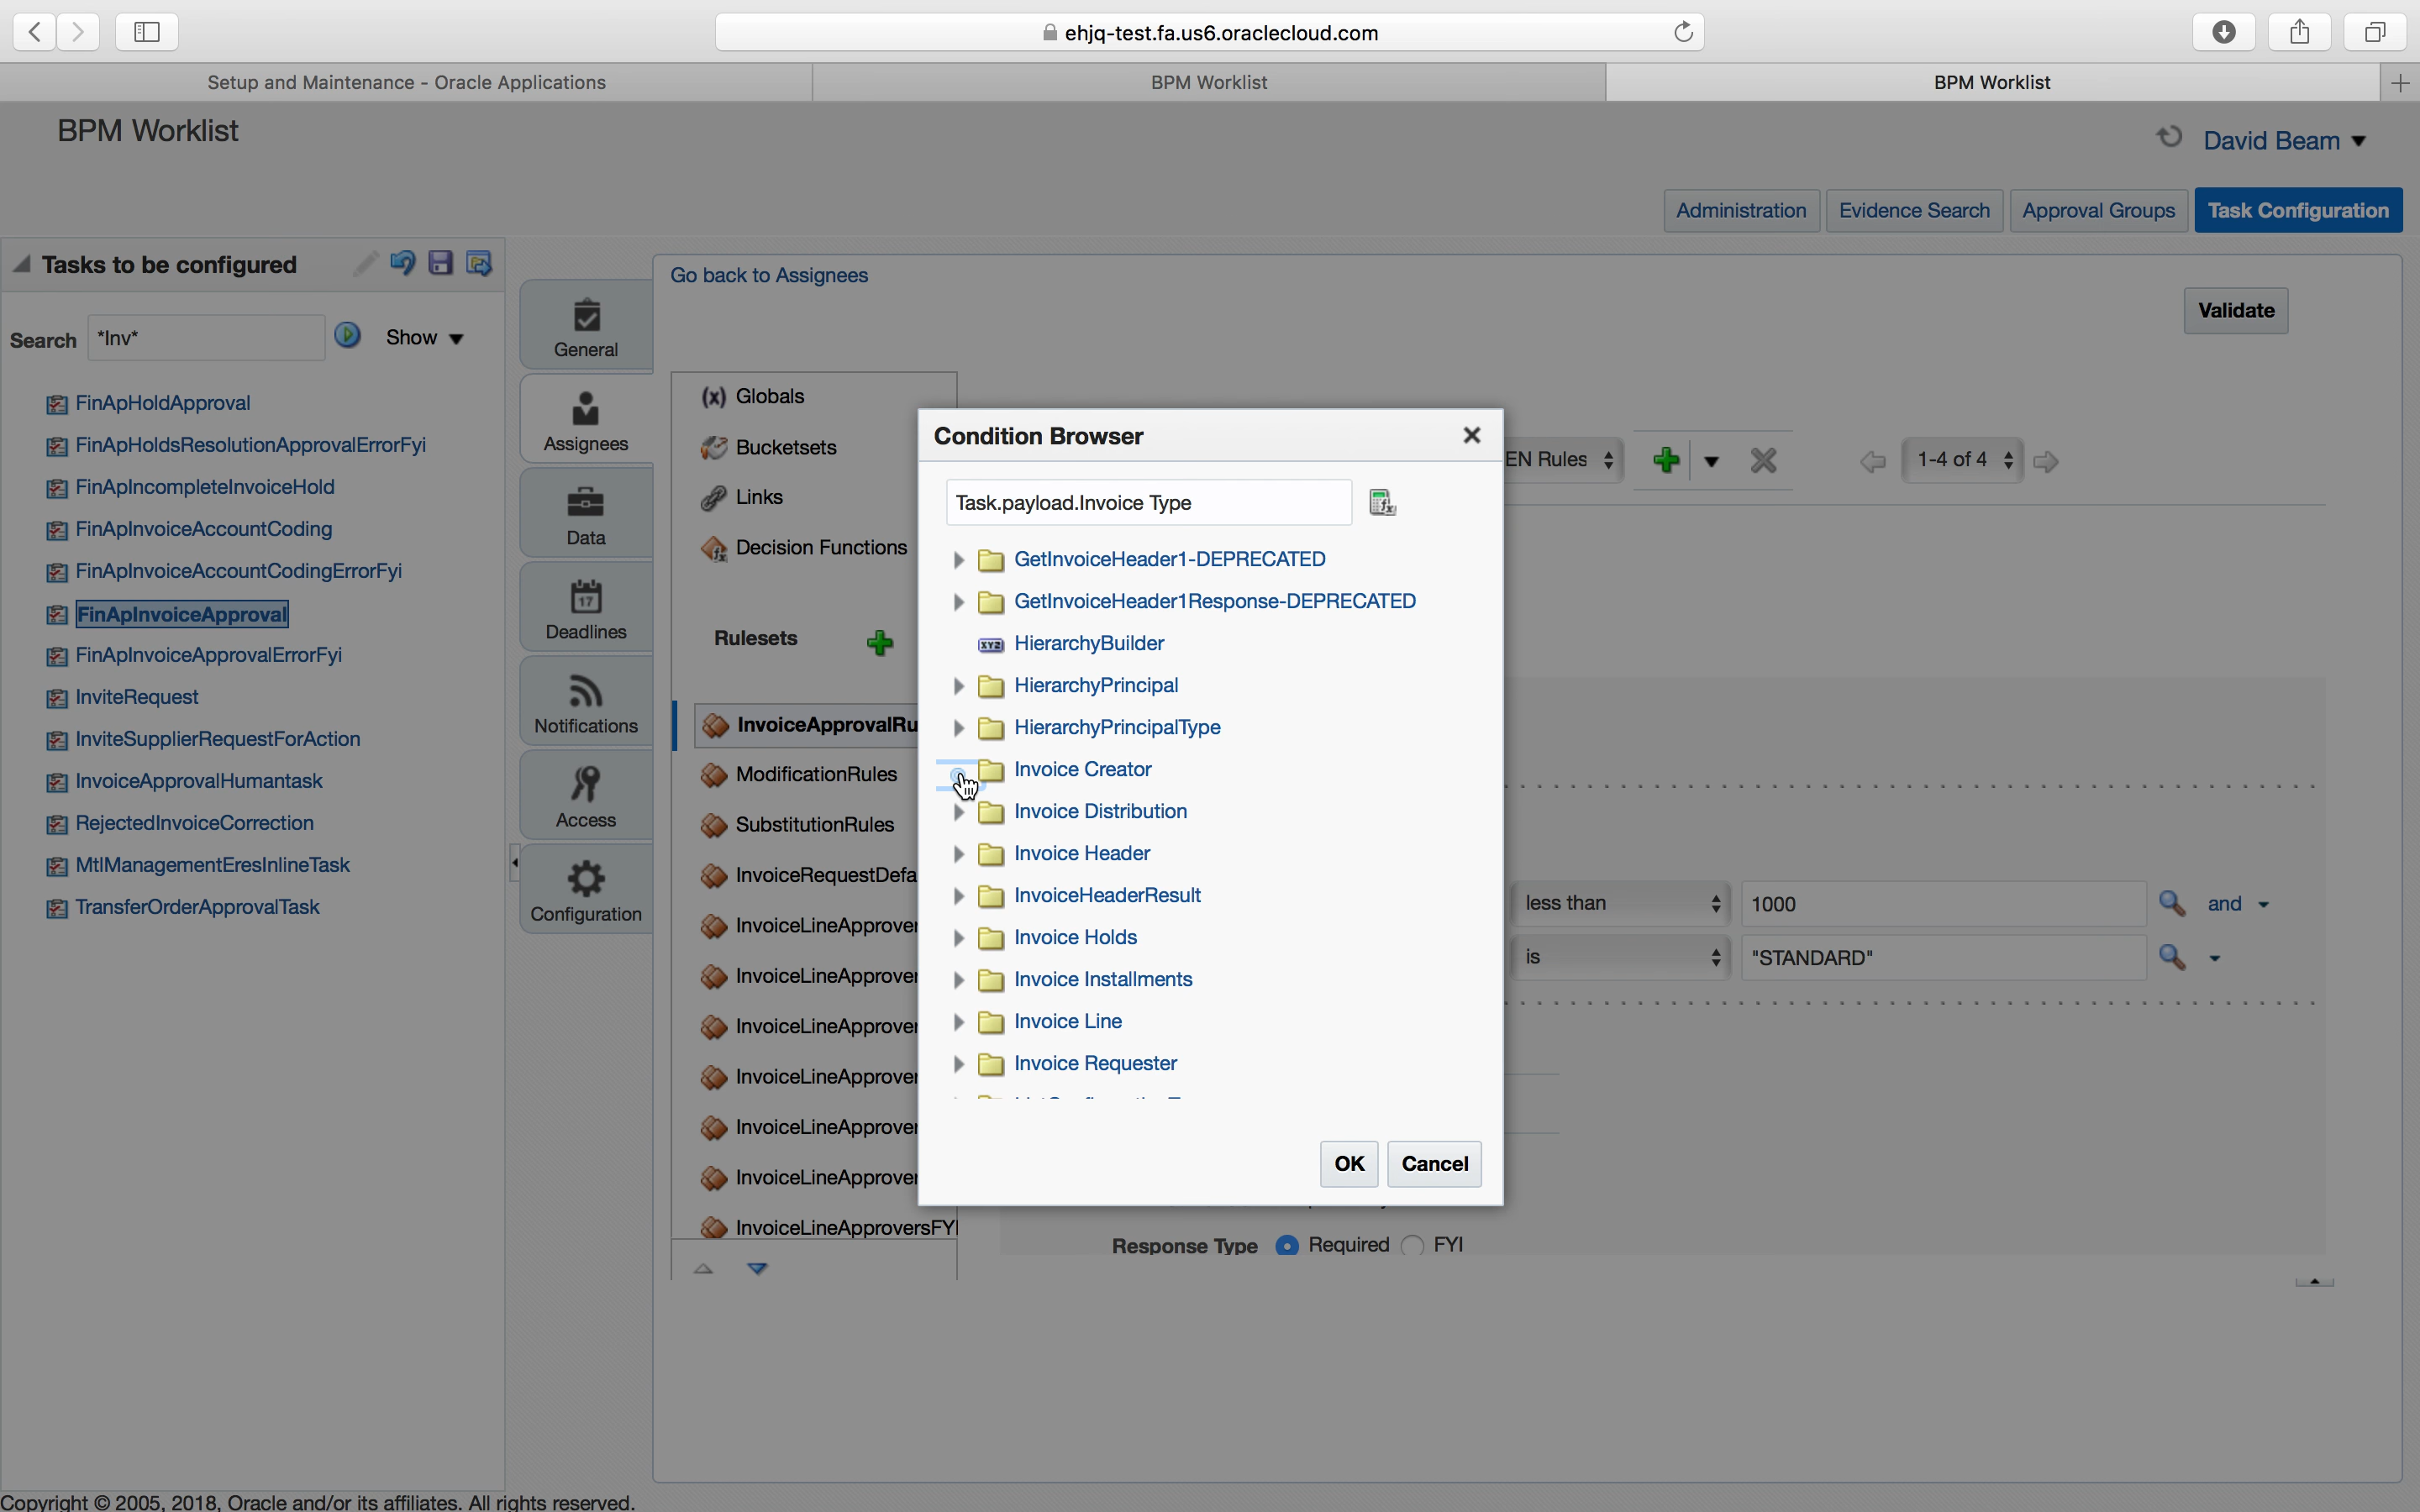 ehjq-test.fa.us6.oraclecloud.com
Setup and Maintenance - Oracle Applications
BPM Worklist
BPM Worklist
BPM Worklist
David Beam
Administration
Evidence Search
Approval Groups
Task Configuration
Tasks to be configured
Search
*Inv*
Show
FinApHoldApproval
FinApHoldsResolutionApprovalErrorFyi
FinApIncompleteInvoiceHold
FinApInvoiceAccountCoding
FinApInvoiceAccountCodingErrorFyi
FinApInvoiceApproval
FinApInvoiceApprovalErrorFyi
InviteRequest
InviteSupplierRequestForAction
InvoiceApprovalHumantask
RejectedInvoiceCorrection
MtlManagementEresInlineTask
TransferOrderApprovalTask
General
Assignees
Data
17
Deadlines
Notifications
Access
Configuration
Go back to Assignees
Validate
(x) Globals
Bucketsets
Links
Decision Functions
Rulesets
InvoiceApprovalRu
ModificationRules
SubstitutionRules
InvoiceRequestDefa
InvoiceLineApprover
InvoiceLineApprover
InvoiceLineApprover
InvoiceLineApprover
InvoiceLineApprover
InvoiceLineApprover
InvoiceLineApproversFYI
EN Rules
1-4 of 4
Condition Browser
Task.payload.Invoice Type
GetInvoiceHeader1-DEPRECATED
GetInvoiceHeader1Response-DEPRECATED
XYZ HierarchyBuilder
HierarchyPrincipal
HierarchyPrincipalType
Invoice Creator
Invoice Distribution
Invoice Header
InvoiceHeaderResult
Invoice Holds
Invoice Installments
Invoice Line
Invoice Requester
OK
Cancel
less than
1000
and
is
"STANDARD"
Response Type
Required
FYI
Copyright © 2005, 2018, Oracle and/or its affiliates. All rights reserved.